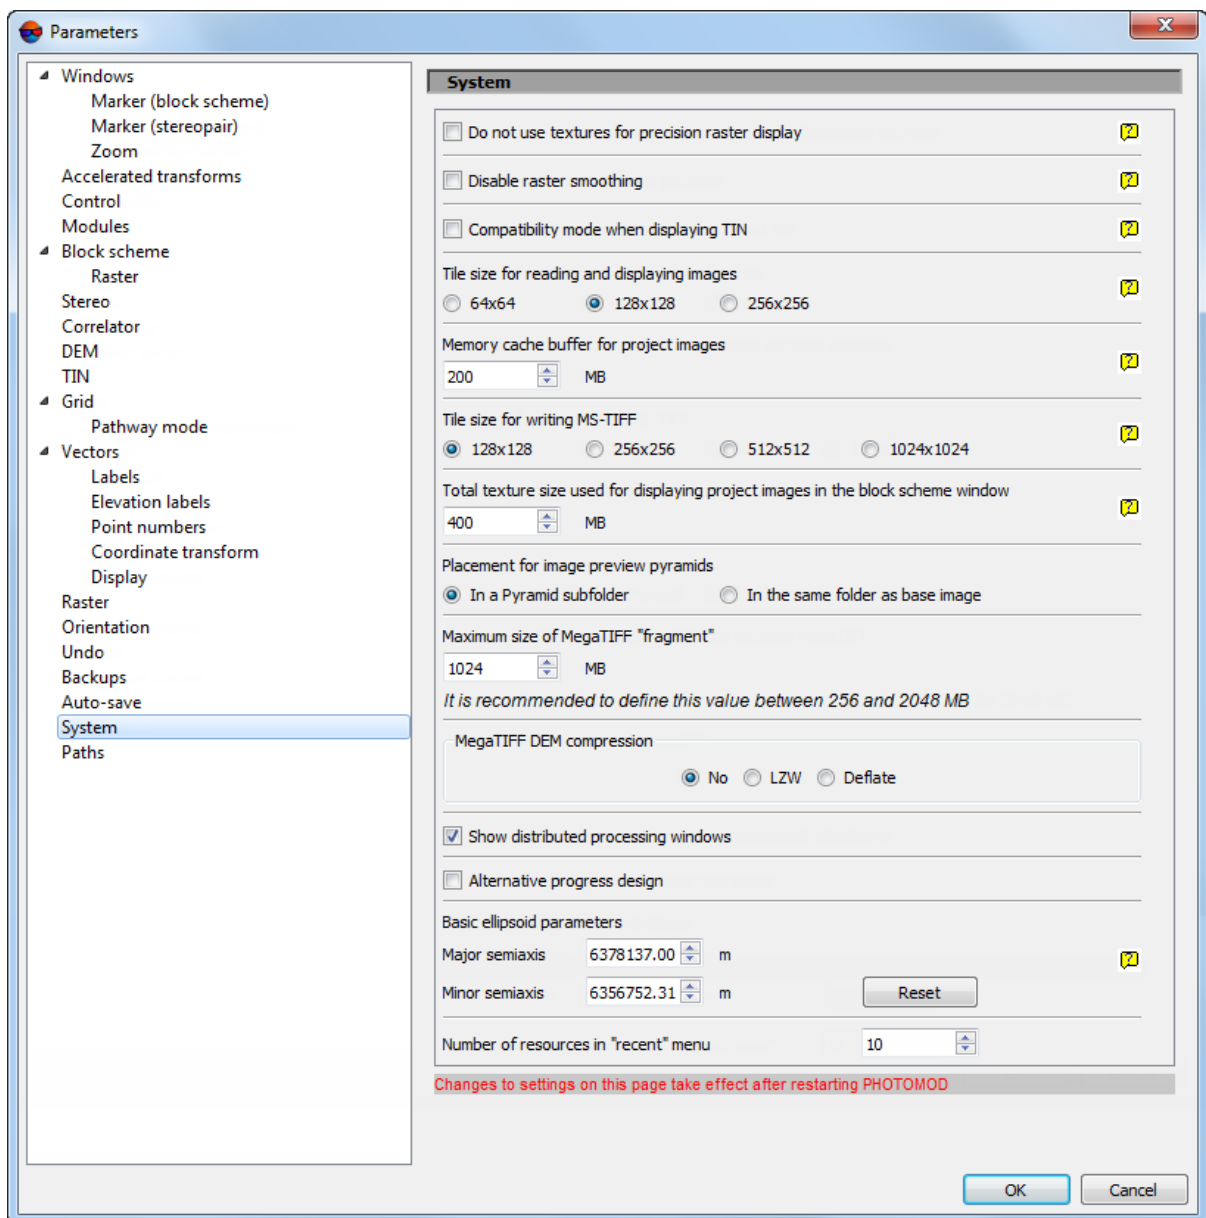 Parameters
Windows
Marker (block scheme)
Marker (stereopair)
Zoom
Accelerated transforms
Control
Modules
Block scheme
Raster
Stereo
Correlator
DEM
TIN
Grid
Pathway mode
Vectors
Labels
Elevation labels
Point numbers
Coordinate transform
Display
Raster
Orientation
Undo
Backups
Auto-save
System
Paths
System
Do not use textures for precision raster display
Disable raster smoothing
Compatibility mode when displaying TIN
Tile size for reading and displaying images
64x64 128x128 256x256
Memory cache buffer for project images
200 MB
Tile size for writing MS-TIFF
128x128 256x256 512x512 1024x1024
Total texture size used for displaying project images in the block scheme window
400 MB
Placement for image preview pyramids
In a Pyramid subfolder In the same folder as base image
Maximum size of MegaTIFF "fragment"
1024 MB
It is recommended to define this value between 256 and 2048 MB
MegaTIFF DEM compression
No LZW Deflate
Show distributed processing windows
Alternative progress design
Basic ellipsoid parameters
Major semiaxis 6378137.00 m
Minor semiaxis 6356752.31 m Reset
Number of resources in "recent" menu 10
Changes to settings on this page take effect after restarting PHOTOMOD
OK Cancel